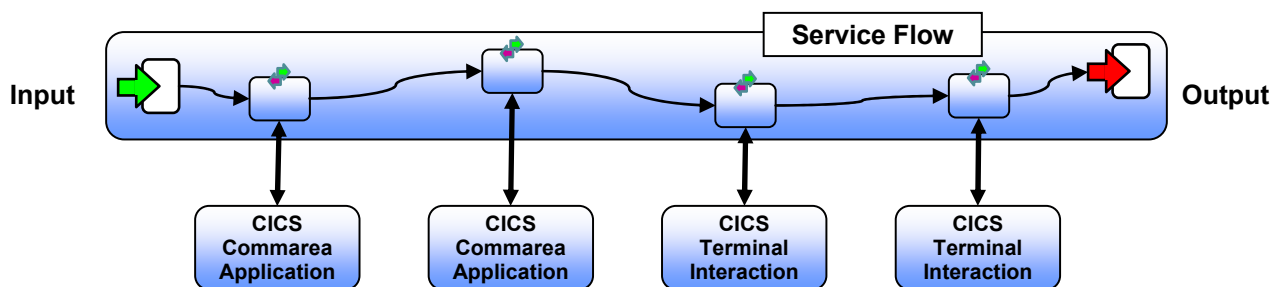 Service Flow
Input
Output
CICS
Commarea
Application
CICS
Commarea
Application
CICS
Terminal
Interaction
CICS
Terminal
Interaction